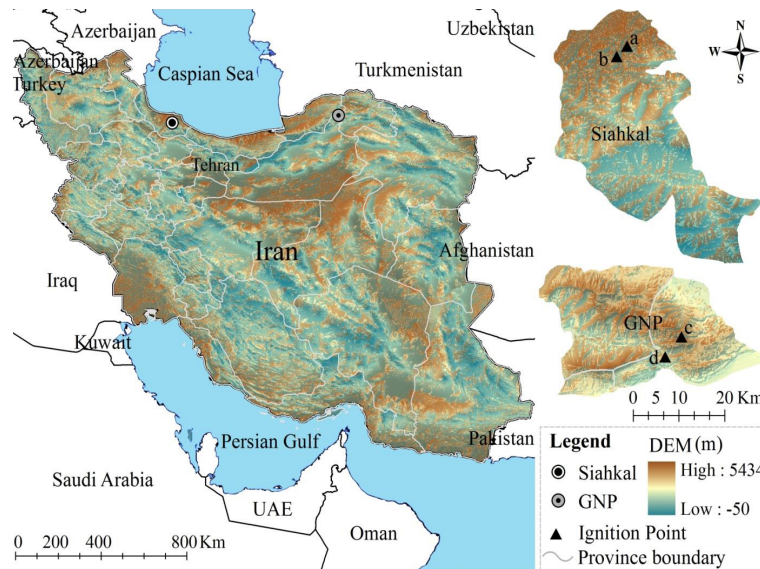 Azerbaijan
Uzbekistan
Azerbaijan
Turkey
Caspian Sea
Turkmenistan
Tehran
Iran
Afghanistan
Iraq
Kuwait
Persian Gulf
Pakistan
Saudi Arabia
UAE
Oman
0 200 400 800 Km
a
b
Siahkal
N
W E
S
GNP
c
d
0 5 10 20 Km
Legend
Siahkal
GNP
Ignition Point
Province boundary
DEM (m)
High : 5434
Low : -50